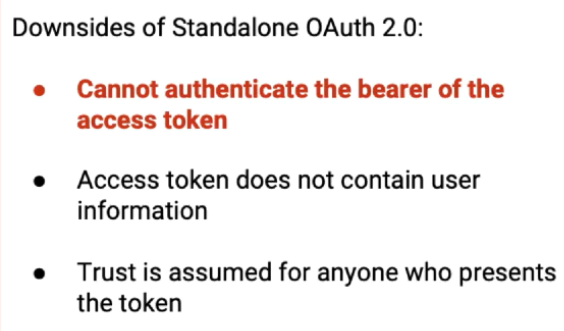 Downsides of Standalone OAuth 2.0:
● Cannot authenticate the bearer of the
access token
● Access token does not contain user
information
● Trust is assumed for anyone who presents
the token